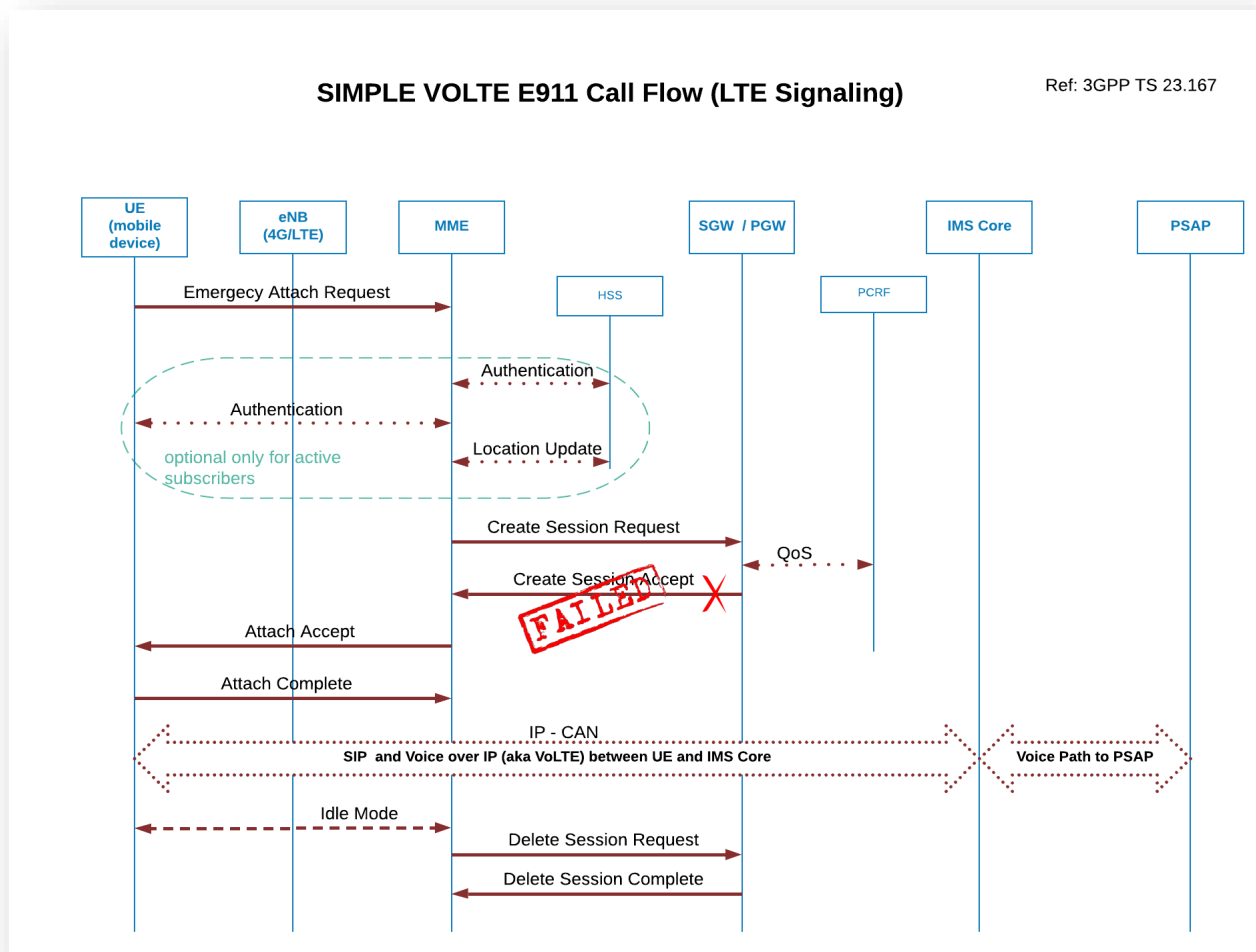 SIMPLE VOLTE E911 Call Flow (LTE Signaling)
Ref: 3GPP TS 23.167
UE
(mobile
device)
eNB
(4G/LTE)
MME
SGW / PGW
IMS Core
PSAP
HSS
PCRF
Emergecy Attach Request
Authentication
Authentication
Location Update
optional only for active
subscribers
Create Session Request
QoS
Create Session Accept
X
FAILED
Attach Accept
Attach Complete
IP - CAN
SIP and Voice over IP (aka VoLTE) between UE and IMS Core
Voice Path to PSAP
Idle Mode
Delete Session Request
Delete Session Complete